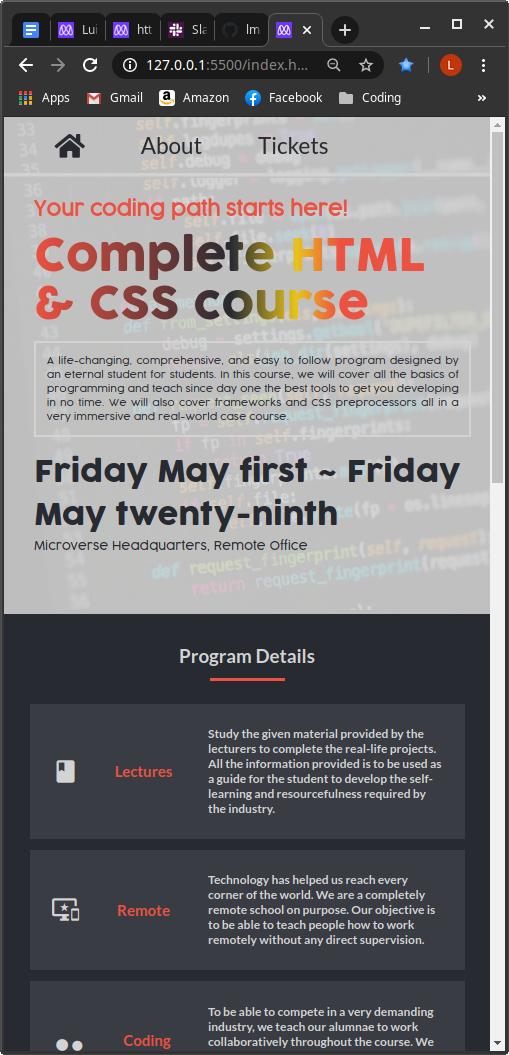 Lui
htt
Sla
lm
127.0.0.1:5500/index.h...
L
Apps
Gmail
Amazon
Facebook
Coding
About
Tickets
Your coding path starts here!
Complete HTML
& CSS course
A life-changing, comprehensive, and easy to follow program designed by
an eternal student for students. In this course, we will cover all the basics of
programming and teach since day one the best tools to get you developing
in no time. We will also cover frameworks and CSS preprocessors all in a
very immersive and real-world case course.
Friday May first ~ Friday
May twenty-ninth
Microverse Headquarters, Remote Office
Program Details
Lectures
Study the given material provided by the
lecturers to complete the real-life projects.
All the information provided is to be used as
a guide for the student to develop the self-
learning and resourcefulness required by
the industry.
Remote
Technology has helped us reach every
corner of the world. We are a completely
remote school on purpose. Our objective is
to be able to teach people how to work
remotely without any direct supervision.
Coding
To be able to compete in a very demanding
industry, we teach our alumnae to work
collaboratively throughout the course. We